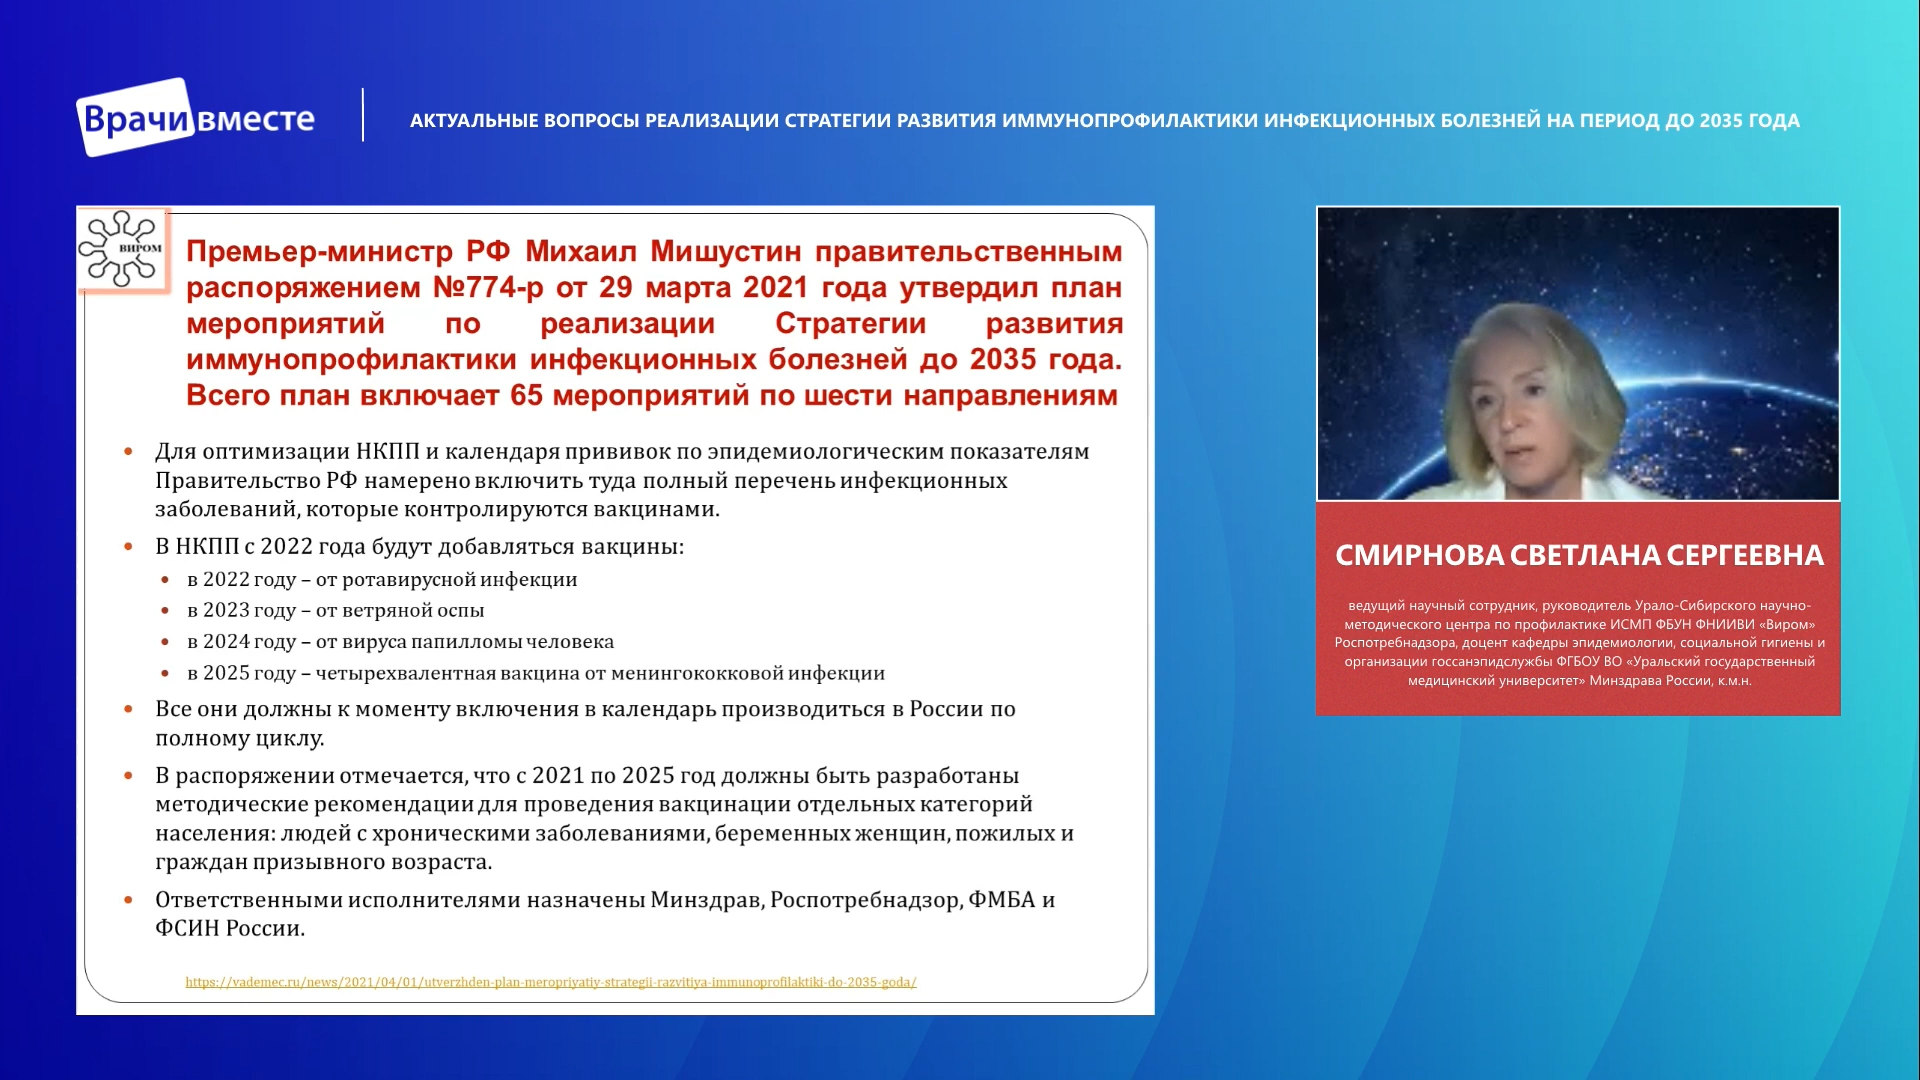 Врачи вместе
АКТУАЛЬНЫЕ ВОПРОСЫ РЕАЛИЗАЦИИ СТРАТЕГИИ РАЗВИТИЯ ИММУНОПРОФИЛАКТИКИ ИНФЕКЦИОННЫХ БОЛЕЗНЕЙ НА ПЕРИОД ДО 2035 ГОДА
ВИРОМ
Премьер-министр РФ Михаил Мишустин правительственным
распоряжением №774-р от 29 марта 2021 года утвердил план
мероприятий по реализации Стратегии развития
иммунопрофилактики инфекционных болезней до 2035 года.
Всего план включает 65 мероприятий по шести направлениям
• Для оптимизации НКПП и календаря прививок по эпидемиологическим показателям
Правительство РФ намерено включить туда полный перечень инфекционных
заболеваний, которые контролируются вакцинами.
• В НКПП с 2022 года будут добавляться вакцины:
• в 2022 году – от ротавирусной инфекции
• в 2023 году – от ветряной оспы
• в 2024 году – от вируса папилломы человека
• в 2025 году – четырехвалентная вакцина от менингококковой инфекции
• Все они должны к моменту включения в календарь производиться в России по
полному циклу.
• В распоряжении отмечается, что с 2021 по 2025 год должны быть разработаны
методические рекомендации для проведения вакцинации отдельных категорий
населения: людей с хроническими заболеваниями, беременных женщин, пожилых и
граждан призывного возраста.
• Ответственными исполнителями назначены Минздрав, Роспотребнадзор, ФМБА и
ФСИН России.
https://vademec.ru/news/2021/04/01/utverzhden-plan-meropriyatiy-strategii-razvitiya-immunoprofilaktiki-do-2035-goda/
СМИРНОВА СВЕТЛАНА СЕРГЕЕВНА
ведущий научный сотрудник, руководитель Урало-Сибирского научно-
методического центра по профилактике ИСМП ФБУН ФНИИВИ «Виром»
Роспотребнадзора, доцент кафедры эпидемиологии, социальной гигиены и
организации госсанэпидслужбы ФГБОУ ВО «Уральский государственный
медицинский университет» Минздрава России, к.м.н.